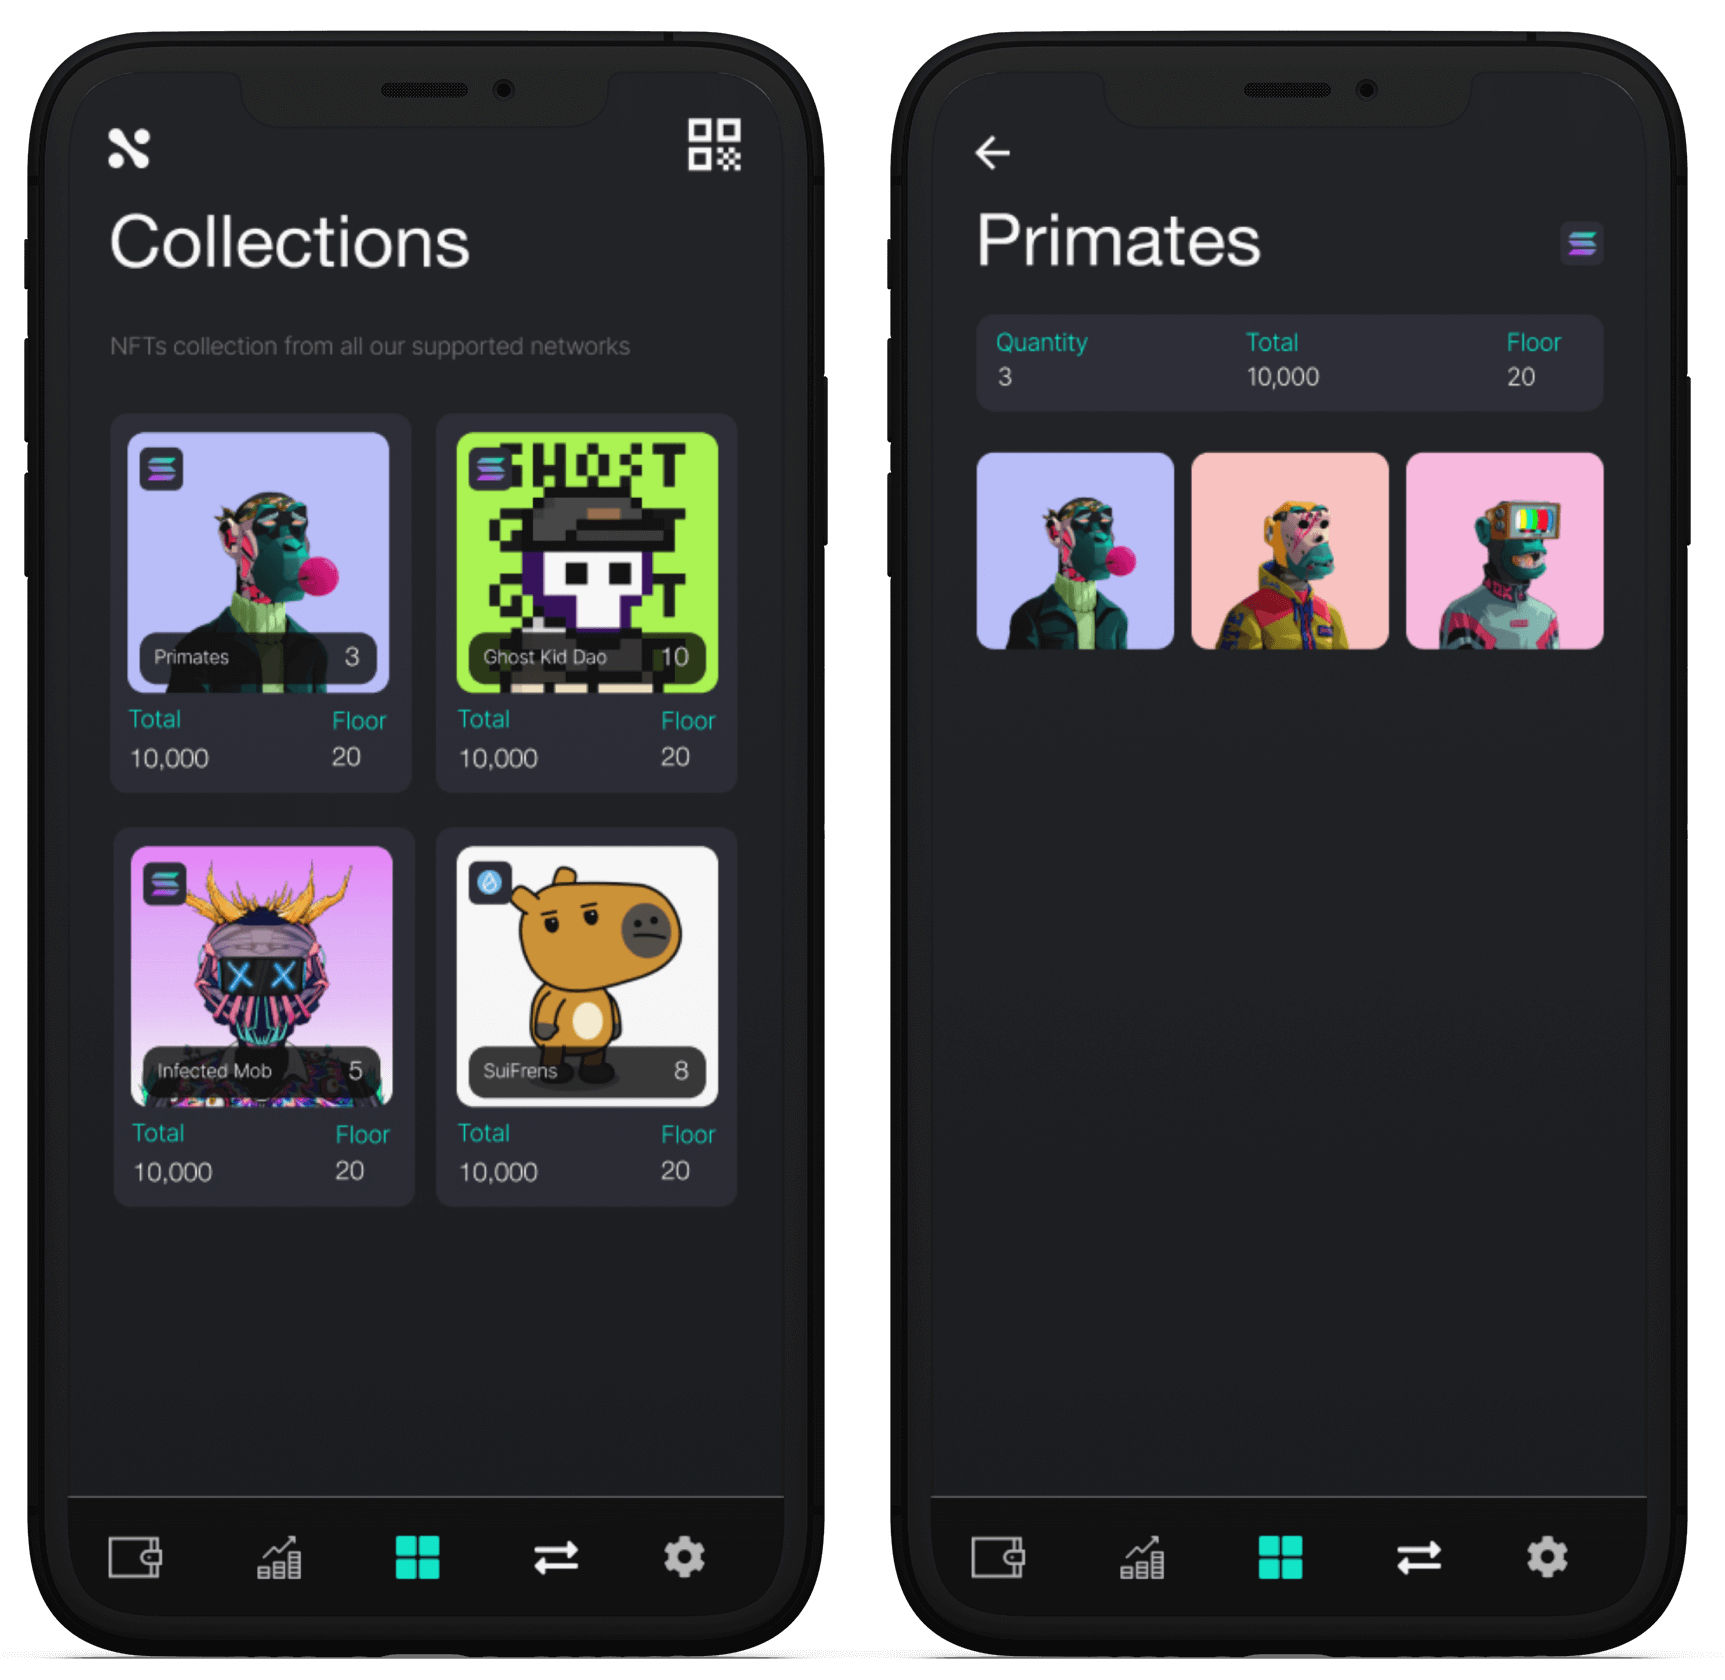 Collections
NFTs collection from all our supported networks
GHOST
Primates 3
Ghost Kid Dao 10
Total Floor
10,000 20
Total Floor
10,000 20
Infected Mob 5
SuiFrens 8
Total Floor
10,000 20
Total Floor
10,000 20
Primates
Quantity Total Floor
3 10,000 20